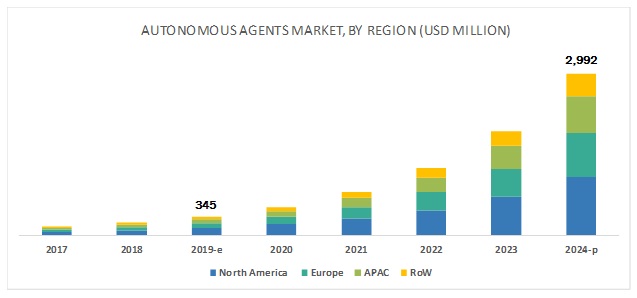 AUTONOMOUS AGENTS MARKET, BY REGION (USD MILLION)
2,992
345
2017 2018 2019-e 2020 2021 2022 2023 2024-p
North America Europe APAC RoW